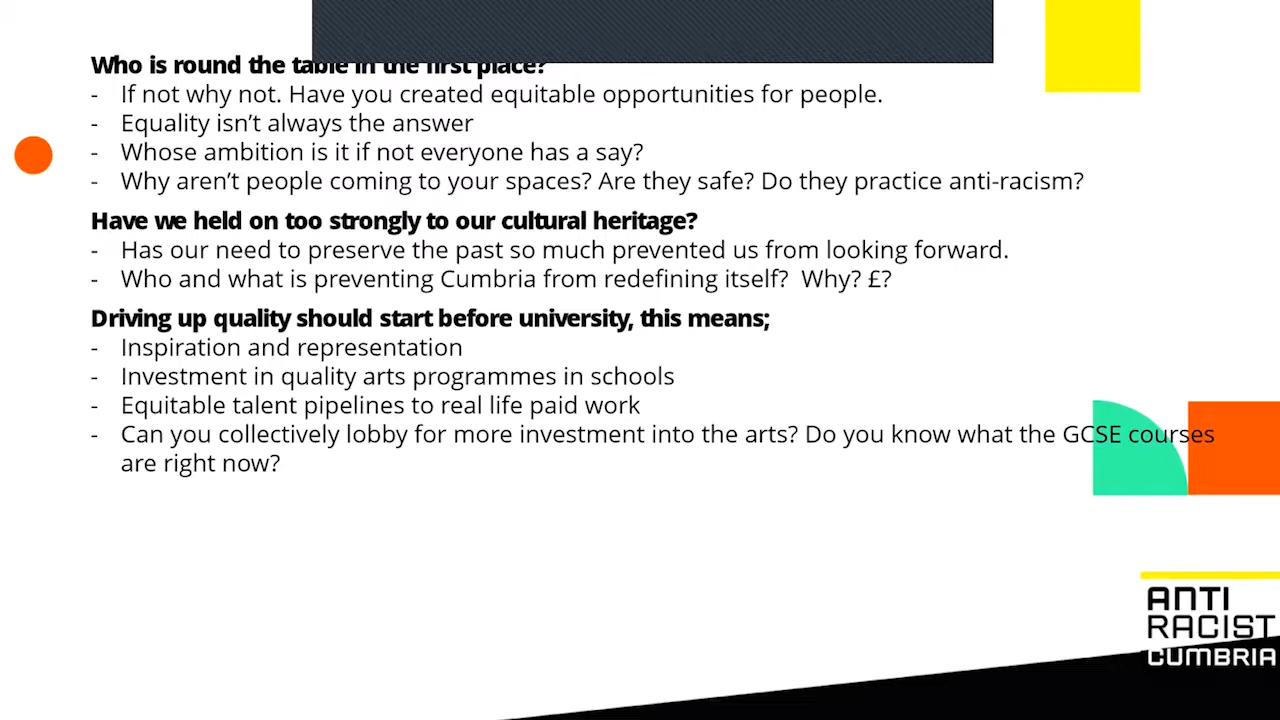 Who is round the table in the first place?
- If not why not. Have you created equitable opportunities for people.
- Equality isn’t always the answer
- Whose ambition is it if not everyone has a say?
- Why aren’t people coming to your spaces? Are they safe? Do they practice anti-racism?
Have we held on too strongly to our cultural heritage?
- Has our need to preserve the past so much prevented us from looking forward.
- Who and what is preventing Cumbria from redefining itself?  Why? £?
Driving up quality should start before university, this means;
- Inspiration and representation
- Investment in quality arts programmes in schools
- Equitable talent pipelines to real life paid work
- Can you collectively lobby for more investment into the arts? Do you know what the GCSE courses
are right now?
ANTI
RACIST
CUMBRIA